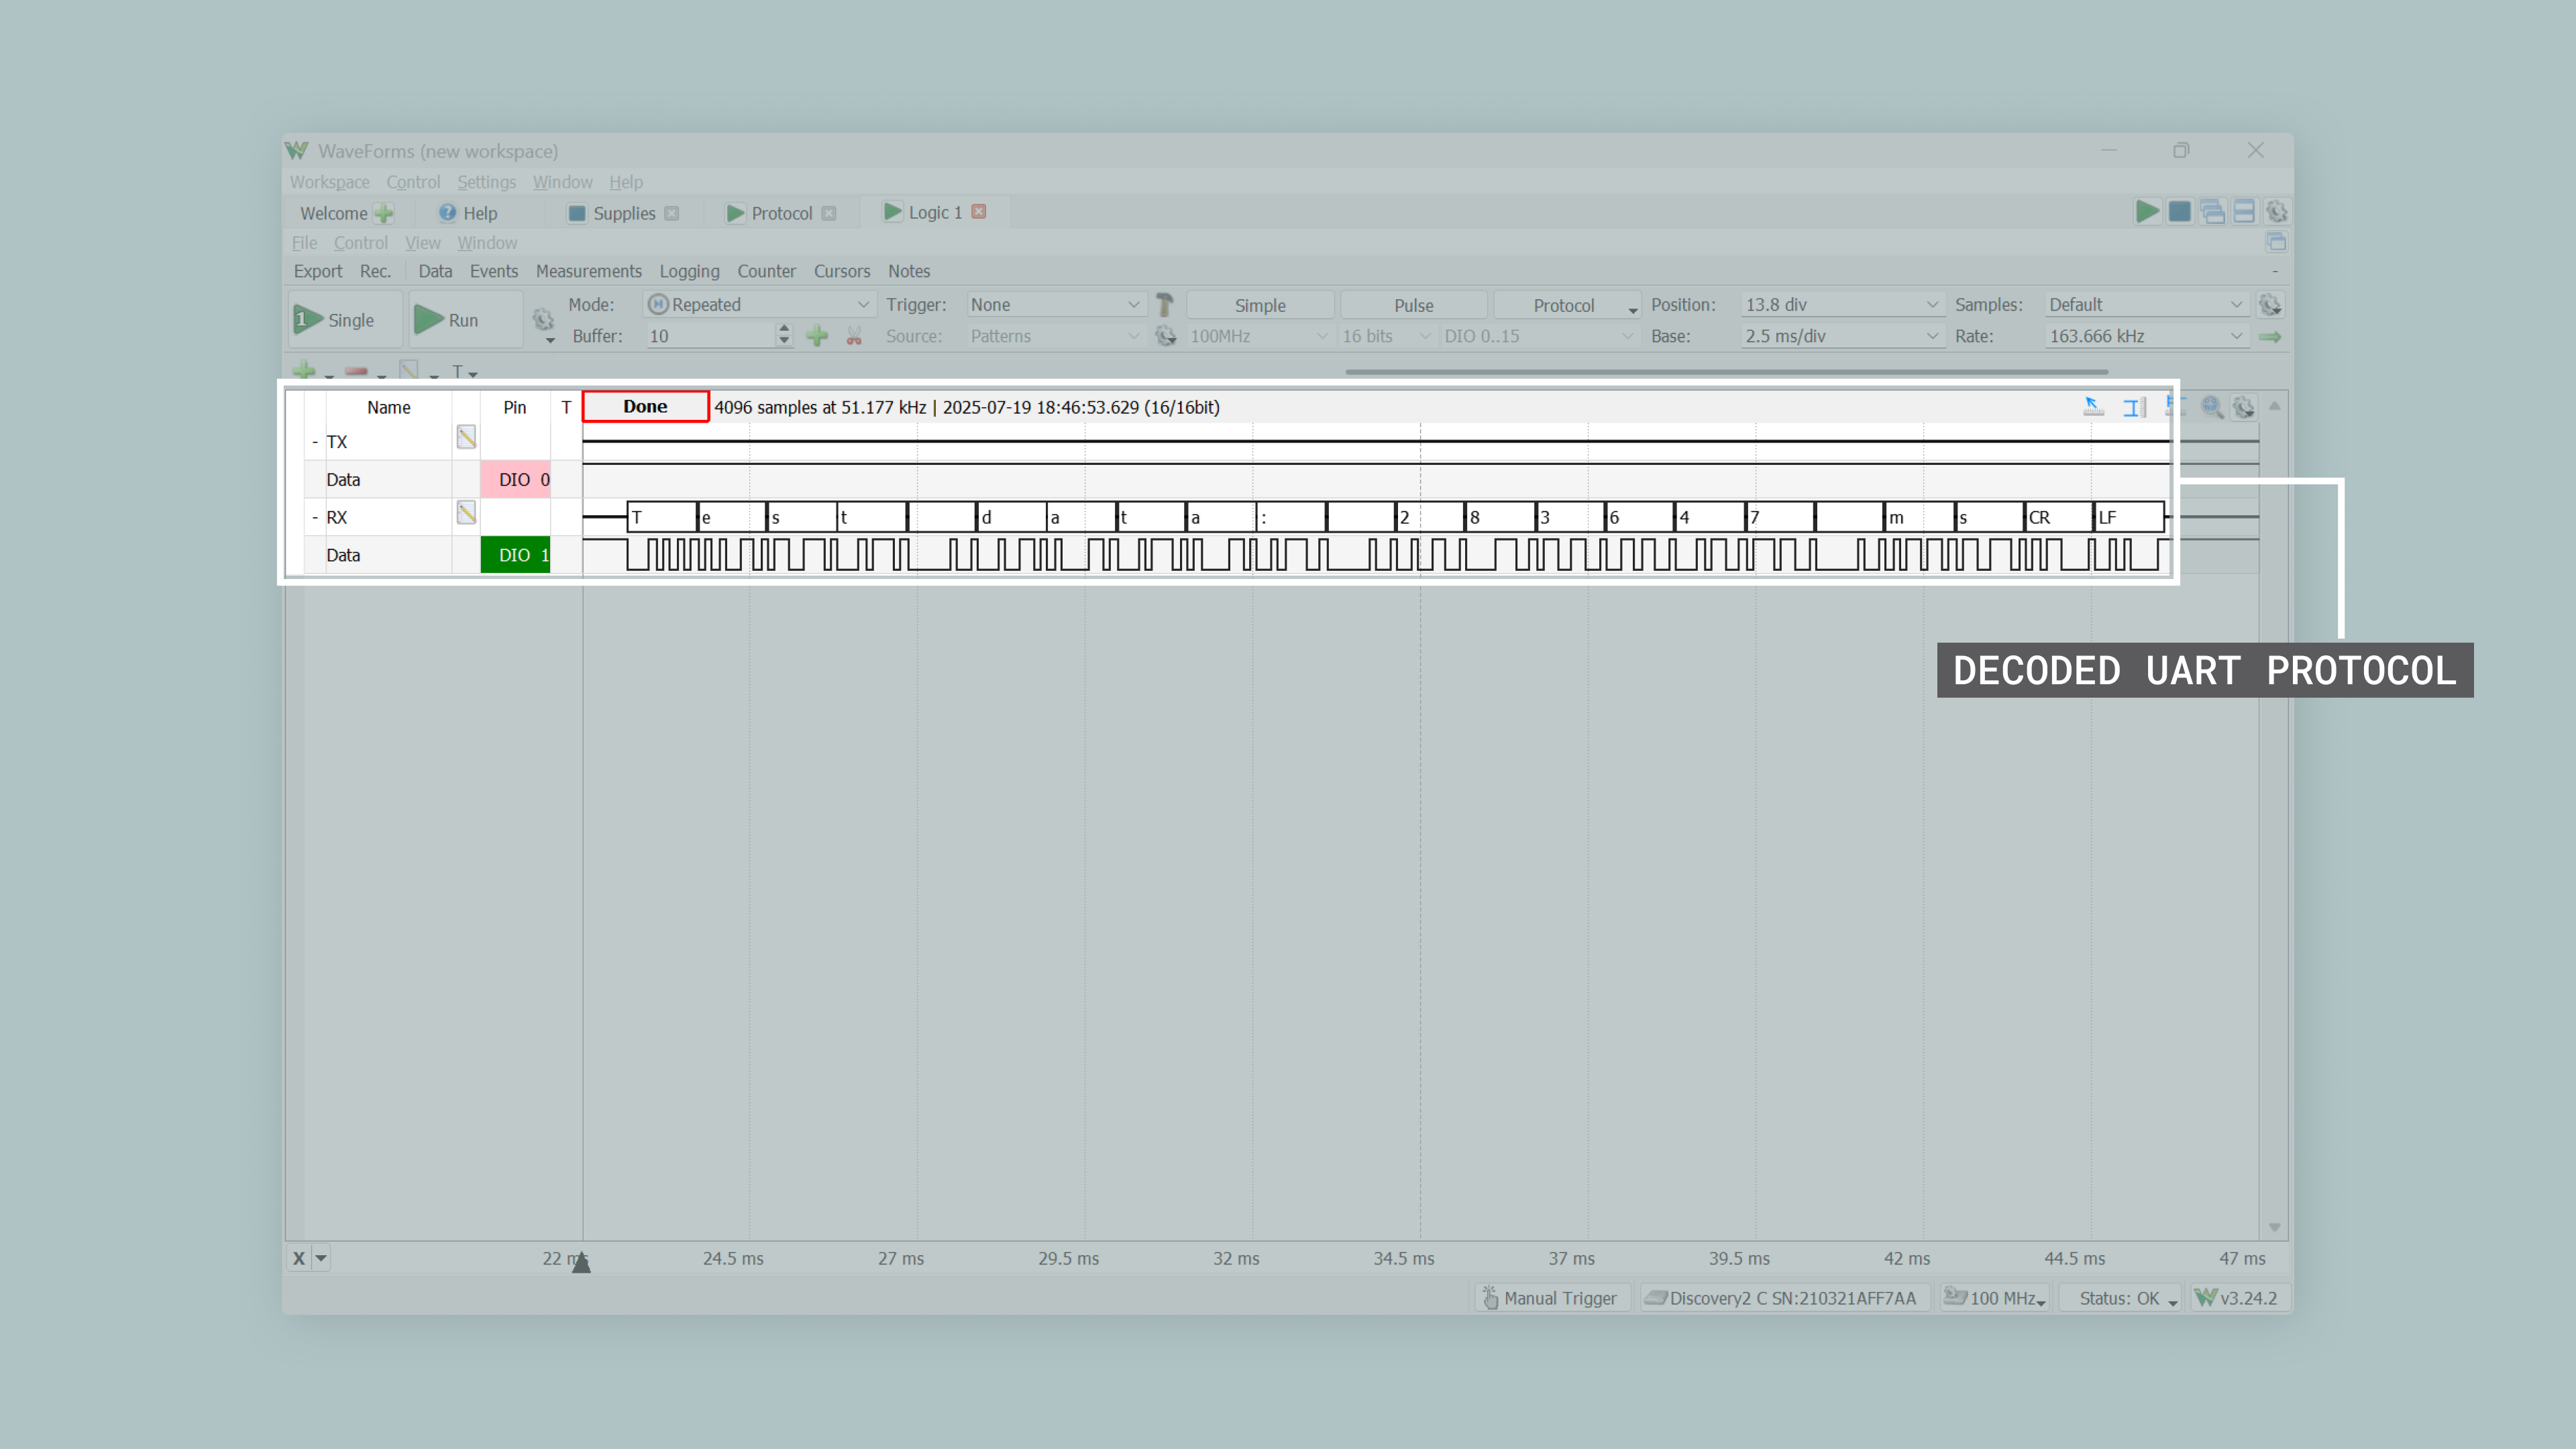 WaveForms (new workspace)
Workspace Control Settings Window Help
Welcome Help Supplies Protocol Logic 1
File Control View Window
Export Rec. Data Events Measurements Logging Counter Cursors Notes -
1 Single Run Mode: Repeated Trigger: None Simple Pulse Protocol Position: 13.8 div Samples: Default
Buffer: 10 Source: Patterns 100MHz 16 bits DIO 0..15 Base: 2.5 ms/div Rate: 163.666 kHz
T
Name Pin T Done 4096 samples at 51.177 kHz | 2025-07-19 18:46:53.629 (16/16bit)
- TX
Data DIO 0
- RX T e s t d a t a : 2 8 3 6 4 7 m s CR LF
Data DIO 1
DECODED UART PROTOCOL
X 22 ms 24.5 ms 27 ms 29.5 ms 32 ms 34.5 ms 37 ms 39.5 ms 42 ms 44.5 ms 47 ms
Manual Trigger Discovery2 C SN:210321AFF7AA 100 MHz Status: OK v3.24.2